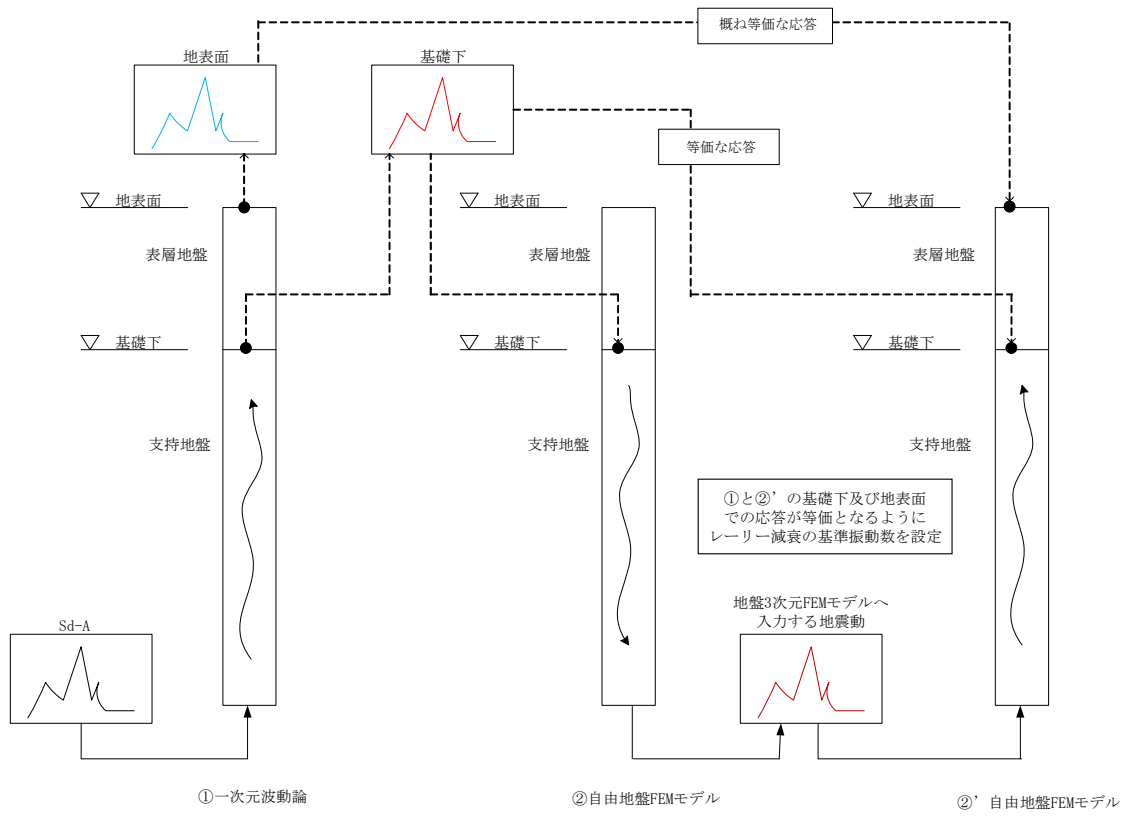 概ね等価な応答
地表面
基礎下
等価な応答
▽ 地表面
▽ 地表面
▽ 地表面
表層地盤
表層地盤
表層地盤
▽ 基礎下
▽ 基礎下
▽ 基礎下
支持地盤
支持地盤
支持地盤
①と②’の基礎下及び地表面
での応答が等価となるように
レーリー減衰の基準振動数を設定
地盤3次元FEMモデルへ
入力する地震動
Sd-A
①一次元波動論
②自由地盤FEMモデル
②’自由地盤FEMモデル